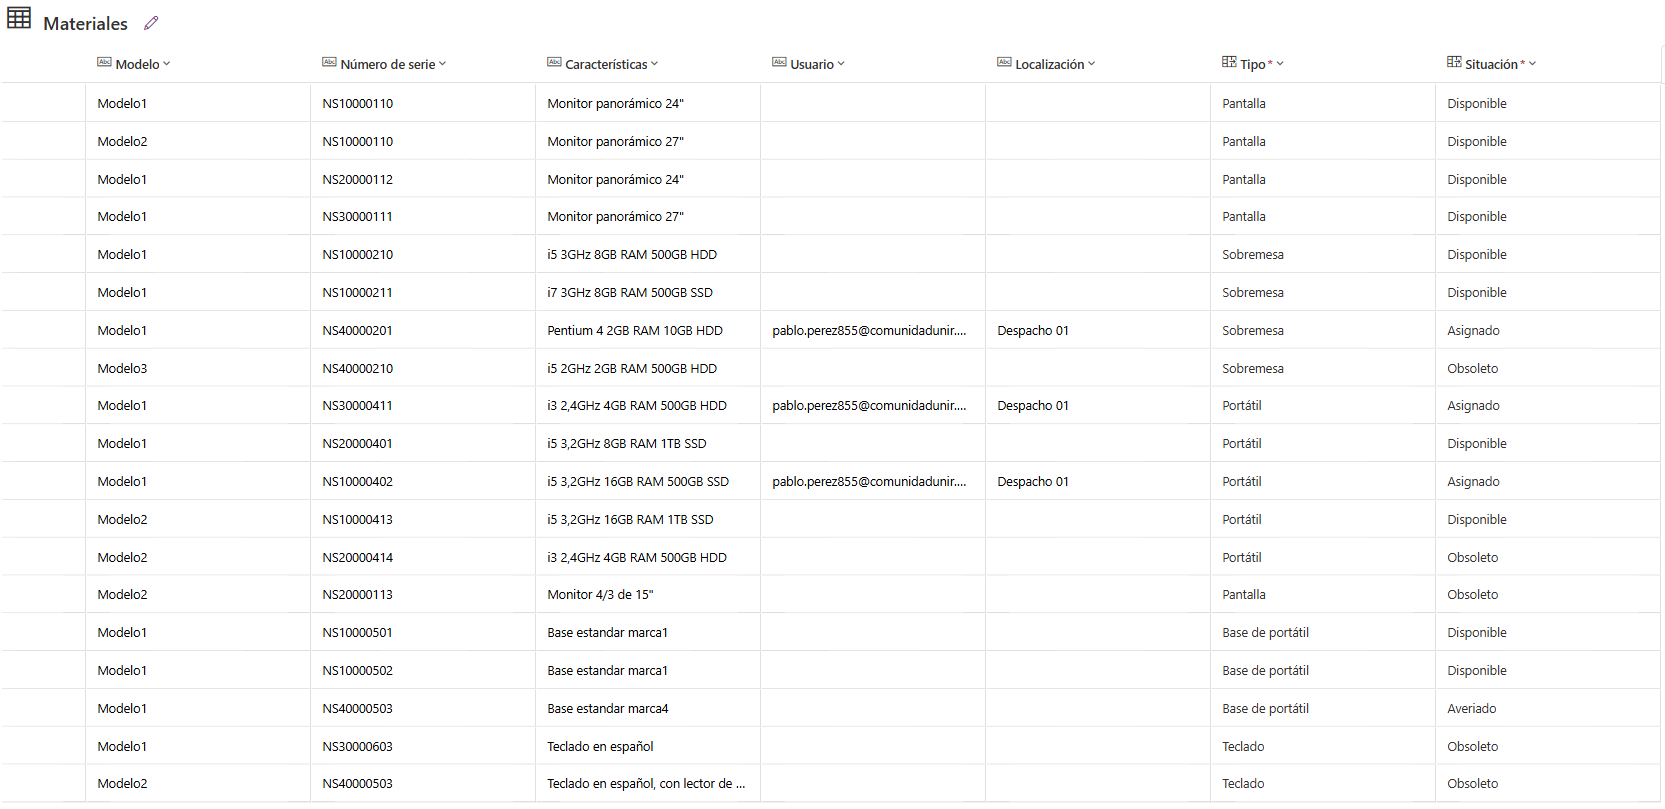 Materiales
Modelo Número de serie Características Usuario Localización Tipo * Situación *
Modelo1 NS10000110 Monitor panorámico 24" Pantalla Disponible
Modelo2 NS10000110 Monitor panorámico 27" Pantalla Disponible
Modelo1 NS20000112 Monitor panorámico 24" Pantalla Disponible
Modelo1 NS30000111 Monitor panorámico 27" Pantalla Disponible
Modelo1 NS10000210 i5 3GHz 8GB RAM 500GB HDD Sobremesa Disponible
Modelo1 NS10000211 i7 3GHz 8GB RAM 500GB SSD Sobremesa Disponible
Modelo1 NS40000201 Pentium 4 2GB RAM 10GB HDD pablo.perez855@comunidadunir.... Despacho 01 Sobremesa Asignado
Modelo3 NS40000210 i5 2GHz 2GB RAM 500GB HDD Sobremesa Obsoleto
Modelo1 NS30000411 i3 2,4GHz 4GB RAM 500GB HDD pablo.perez855@comunidadunir.... Despacho 01 Portátil Asignado
Modelo1 NS20000401 i5 3,2GHz 8GB RAM 1TB SSD Portátil Disponible
Modelo1 NS10000402 i5 3,2GHz 16GB RAM 500GB SSD pablo.perez855@comunidadunir.... Despacho 01 Portátil Asignado
Modelo2 NS10000413 i5 3,2GHz 16GB RAM 1TB SSD Portátil Disponible
Modelo2 NS20000414 i3 2,4GHz 4GB RAM 500GB HDD Portátil Obsoleto
Modelo2 NS20000113 Monitor 4/3 de 15" Pantalla Obsoleto
Modelo1 NS10000501 Base estandar marca1 Base de portátil Disponible
Modelo1 NS10000502 Base estandar marca1 Base de portátil Disponible
Modelo1 NS40000503 Base estandar marca4 Base de portátil Averiado
Modelo1 NS30000603 Teclado en español Teclado Obsoleto
Modelo2 NS40000503 Teclado en español, con lector de ... Teclado Obsoleto